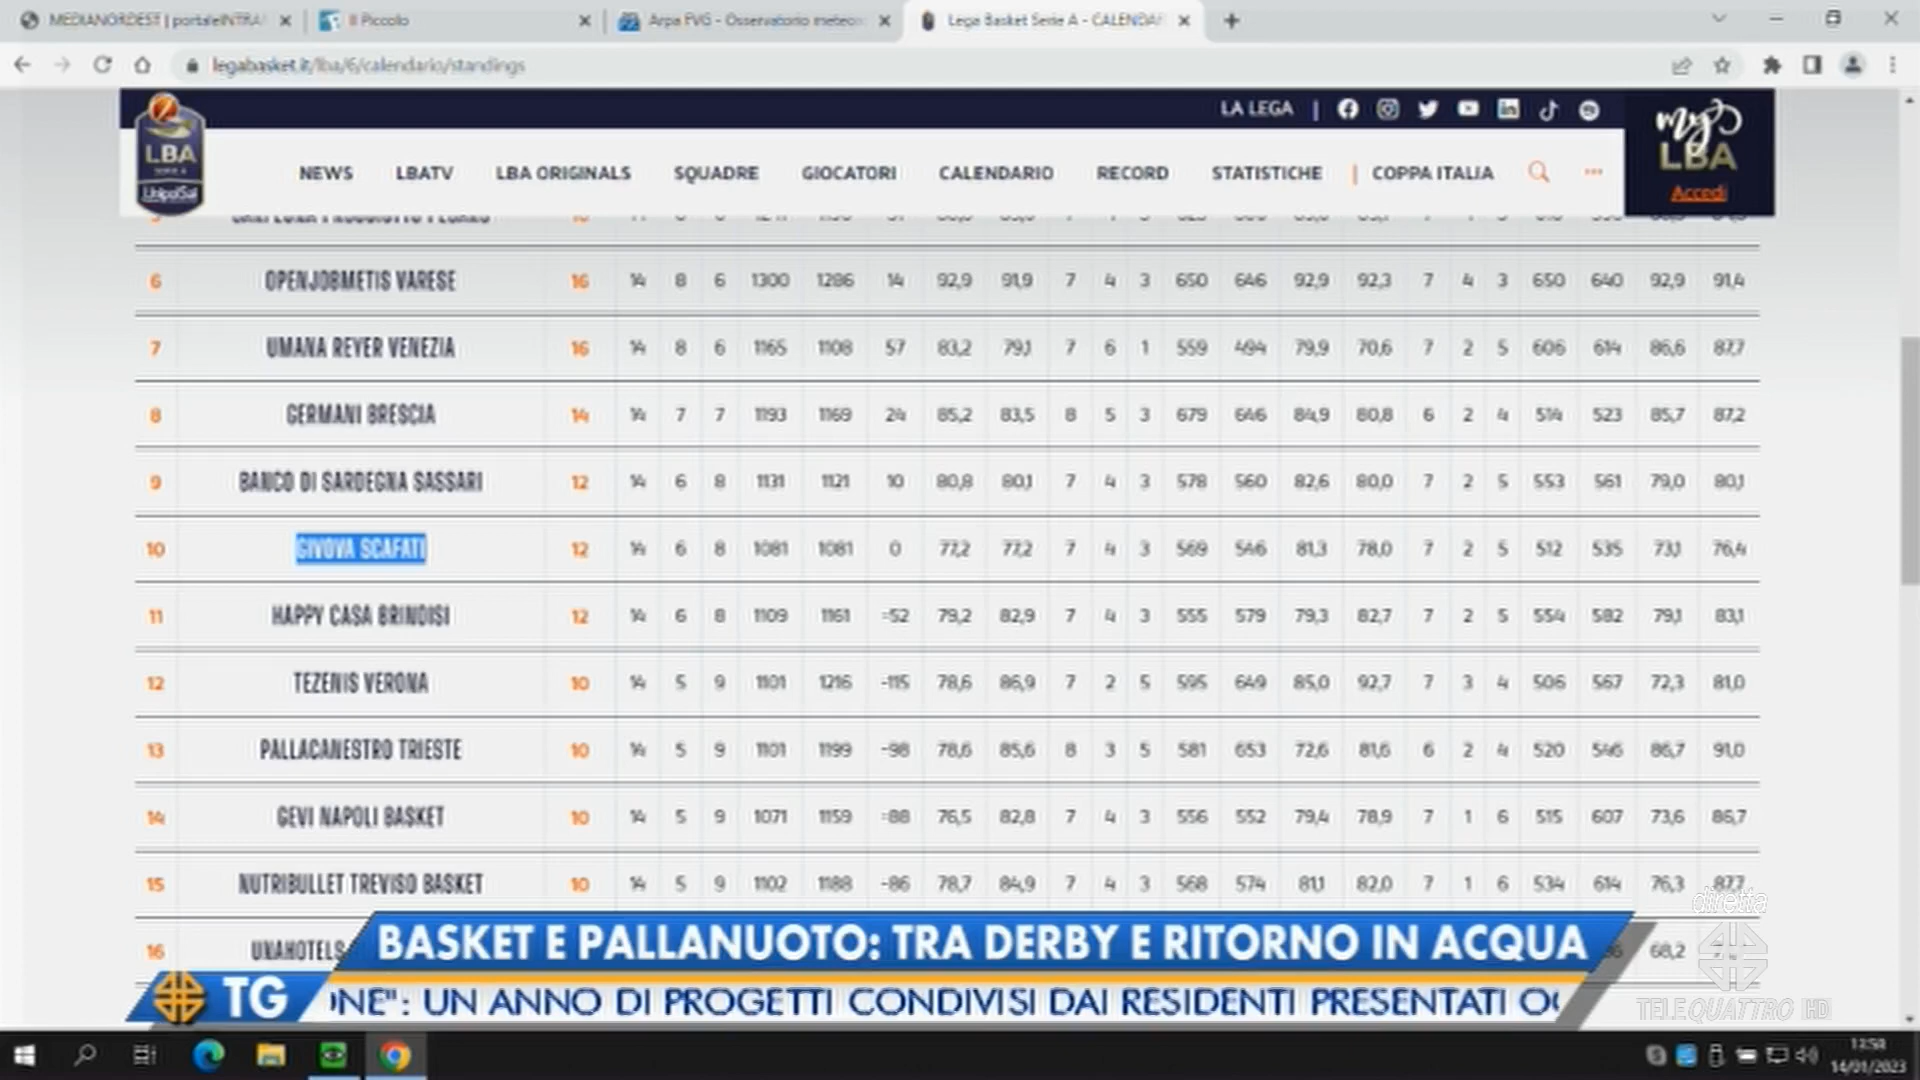 MEDIANORDEST | portaleINTRA
Il Piccolo
Arpa FVG - Osservatorio meteor
Lega Basket Serie A - CALENDAR
legabasket.it/lba/6/calendario/standings
LA LEGA |
LBA
SERIE A
UnipolSai
NEWS LBATV LBA ORIGINALS SQUADRE GIOCATORI CALENDARIO RECORD STATISTICHE | COPPA ITALIA ...
my LBA
Accedi
6 OPENJOBMETIS VARESE 16 14 8 6 1300 1286 14 92,9 91,9 7 4 3 650 646 92,9 92,3 7 4 3 650 640 92,9 91,4
7 UMANA REYER VENEZIA 16 14 8 6 1165 1108 57 83,2 79,1 7 6 1 559 494 79,9 70,6 7 2 5 606 614 86,6 87,7
8 GERMANI BRESCIA 14 14 7 7 1193 1169 24 85,2 83,5 8 5 3 679 646 84,9 80,8 6 2 4 514 523 85,7 87,2
9 BANCO DI SARDEGNA SASSARI 12 14 6 8 1131 1121 10 80,8 80,1 7 4 3 578 560 82,6 80,0 7 2 5 553 561 79,0 80,1
10 GIVOVA SCAFATI 12 14 6 8 1081 1081 0 77,2 77,2 7 4 3 569 546 81,3 78,0 7 2 5 512 535 73,1 76,4
11 HAPPY CASA BRINDISI 12 14 6 8 1109 1161 -52 79,2 82,9 7 4 3 555 579 79,3 82,7 7 2 5 554 582 79,1 83,1
12 TEZENIS VERONA 10 14 5 9 1101 1216 -115 78,6 86,9 7 2 5 595 649 85,0 92,7 7 3 4 506 567 72,3 81,0
13 PALLACANESTRO TRIESTE 10 14 5 9 1101 1199 -98 78,6 85,6 8 3 5 581 653 72,6 81,6 6 2 4 520 546 86,7 91,0
14 GEVI NAPOLI BASKET 10 14 5 9 1071 1159 -88 76,5 82,8 7 4 3 556 552 79,4 78,9 7 1 6 515 607 73,6 86,7
15 NUTRIBULLET TREVISO BASKET 10 14 5 9 1102 1188 -86 78,7 84,9 7 4 3 568 574 81,1 82,0 7 1 6 534 614 76,3 87,7
16 UNAHOTELS 68,2
diretta
BASKET E PALLANUOTO: TRA DERBY E RITORNO IN ACQUA
TG
ONE": UN ANNO DI PROGETTI CONDIVISI DAI RESIDENTI PRESENTATI OG
TELEQUATTRO HD
13:58
14/01/2023